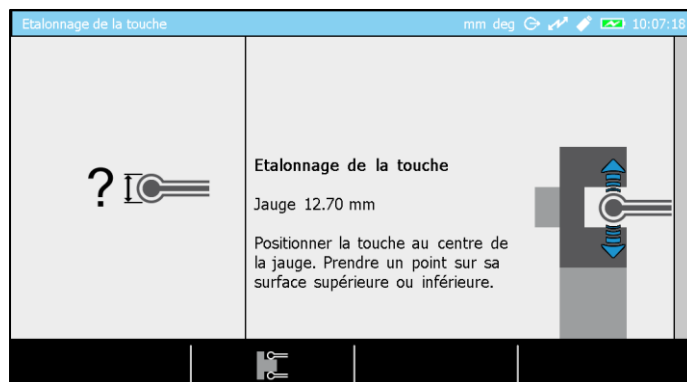 Etalonnage de la touche
mm deg 10:07:18
?
Etalonnage de la touche
Jauge 12.70 mm
Positionner la touche au centre de
la jauge. Prendre un point sur sa
surface supérieure ou inférieure.